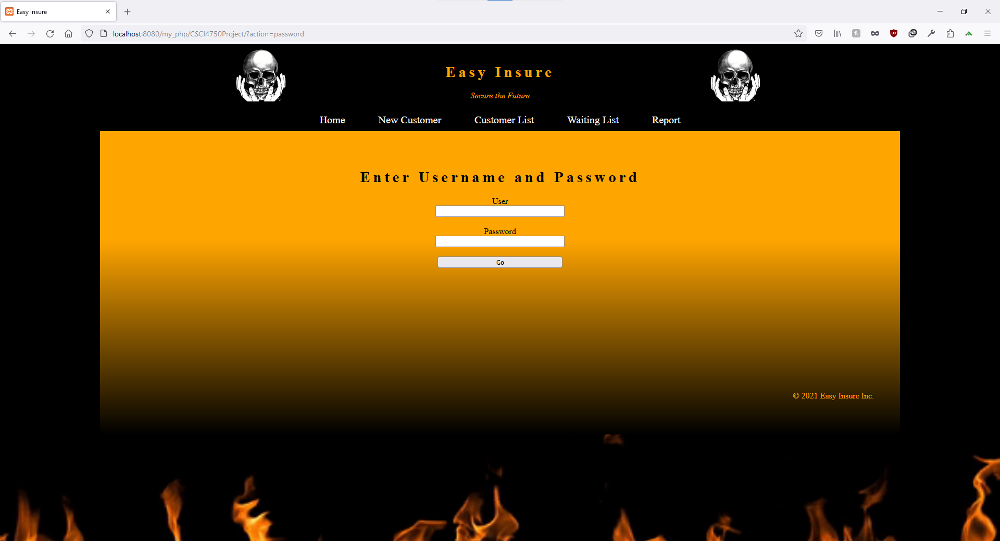 Easy Insure
localhost:8080/my_php/CSCI4750Project/?action=password
Easy Insure
Secure the Future
Home New Customer Customer List Waiting List Report
Enter Username and Password
User
Password
Go
© 2021 Easy Insure Inc.